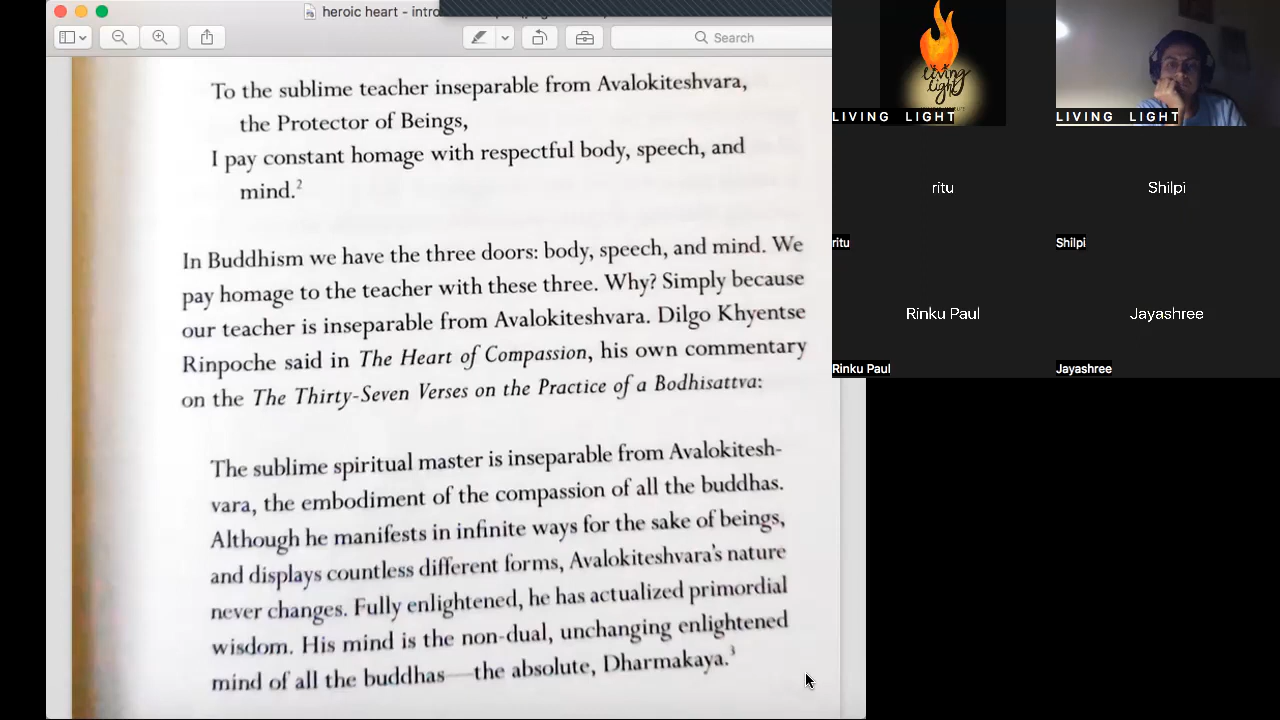 heroic heart - intro
Search
To the sublime teacher inseparable from Avalokiteshvara,
the Protector of Beings,
I pay constant homage with respectful body, speech, and
mind.2
In Buddhism we have the three doors: body, speech, and mind. We
pay homage to the teacher with these three. Why? Simply because
our teacher is inseparable from Avalokiteshvara. Dilgo Khyentse
Rinpoche said in The Heart of Compassion, his own commentary
on the The Thirty-Seven Verses on the Practice of a Bodhisattva:
The sublime spiritual master is inseparable from Avalokitesh-
vara, the embodiment of the compassion of all the buddhas.
Although he manifests in infinite ways for the sake of beings,
and displays countless different forms, Avalokiteshvara's nature
never changes. Fully enlightened, he has actualized primordial
wisdom. His mind is the non-dual, unchanging enlightened
mind of all the buddhas—the absolute, Dharmakaya.3
living
light
LIVING LIGHT
LIVING LIGHT
ritu
Shilpi
ritu
Shilpi
Rinku Paul
Jayashree
Rinku Paul
Jayashree